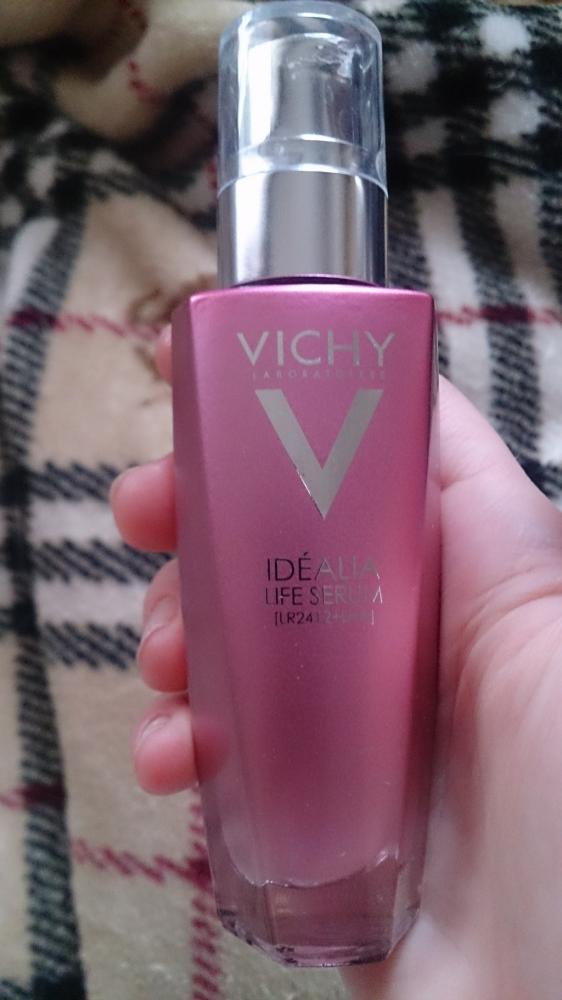 VICHY
LABORATOIRES
V
IDÉALIA
LIFE SERUM